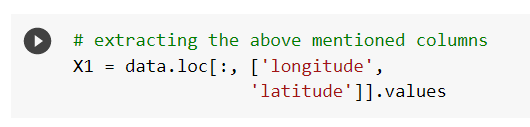 # extracting the above mentioned columns
X1 = data.loc[:, ['longitude',
'latitude']].values